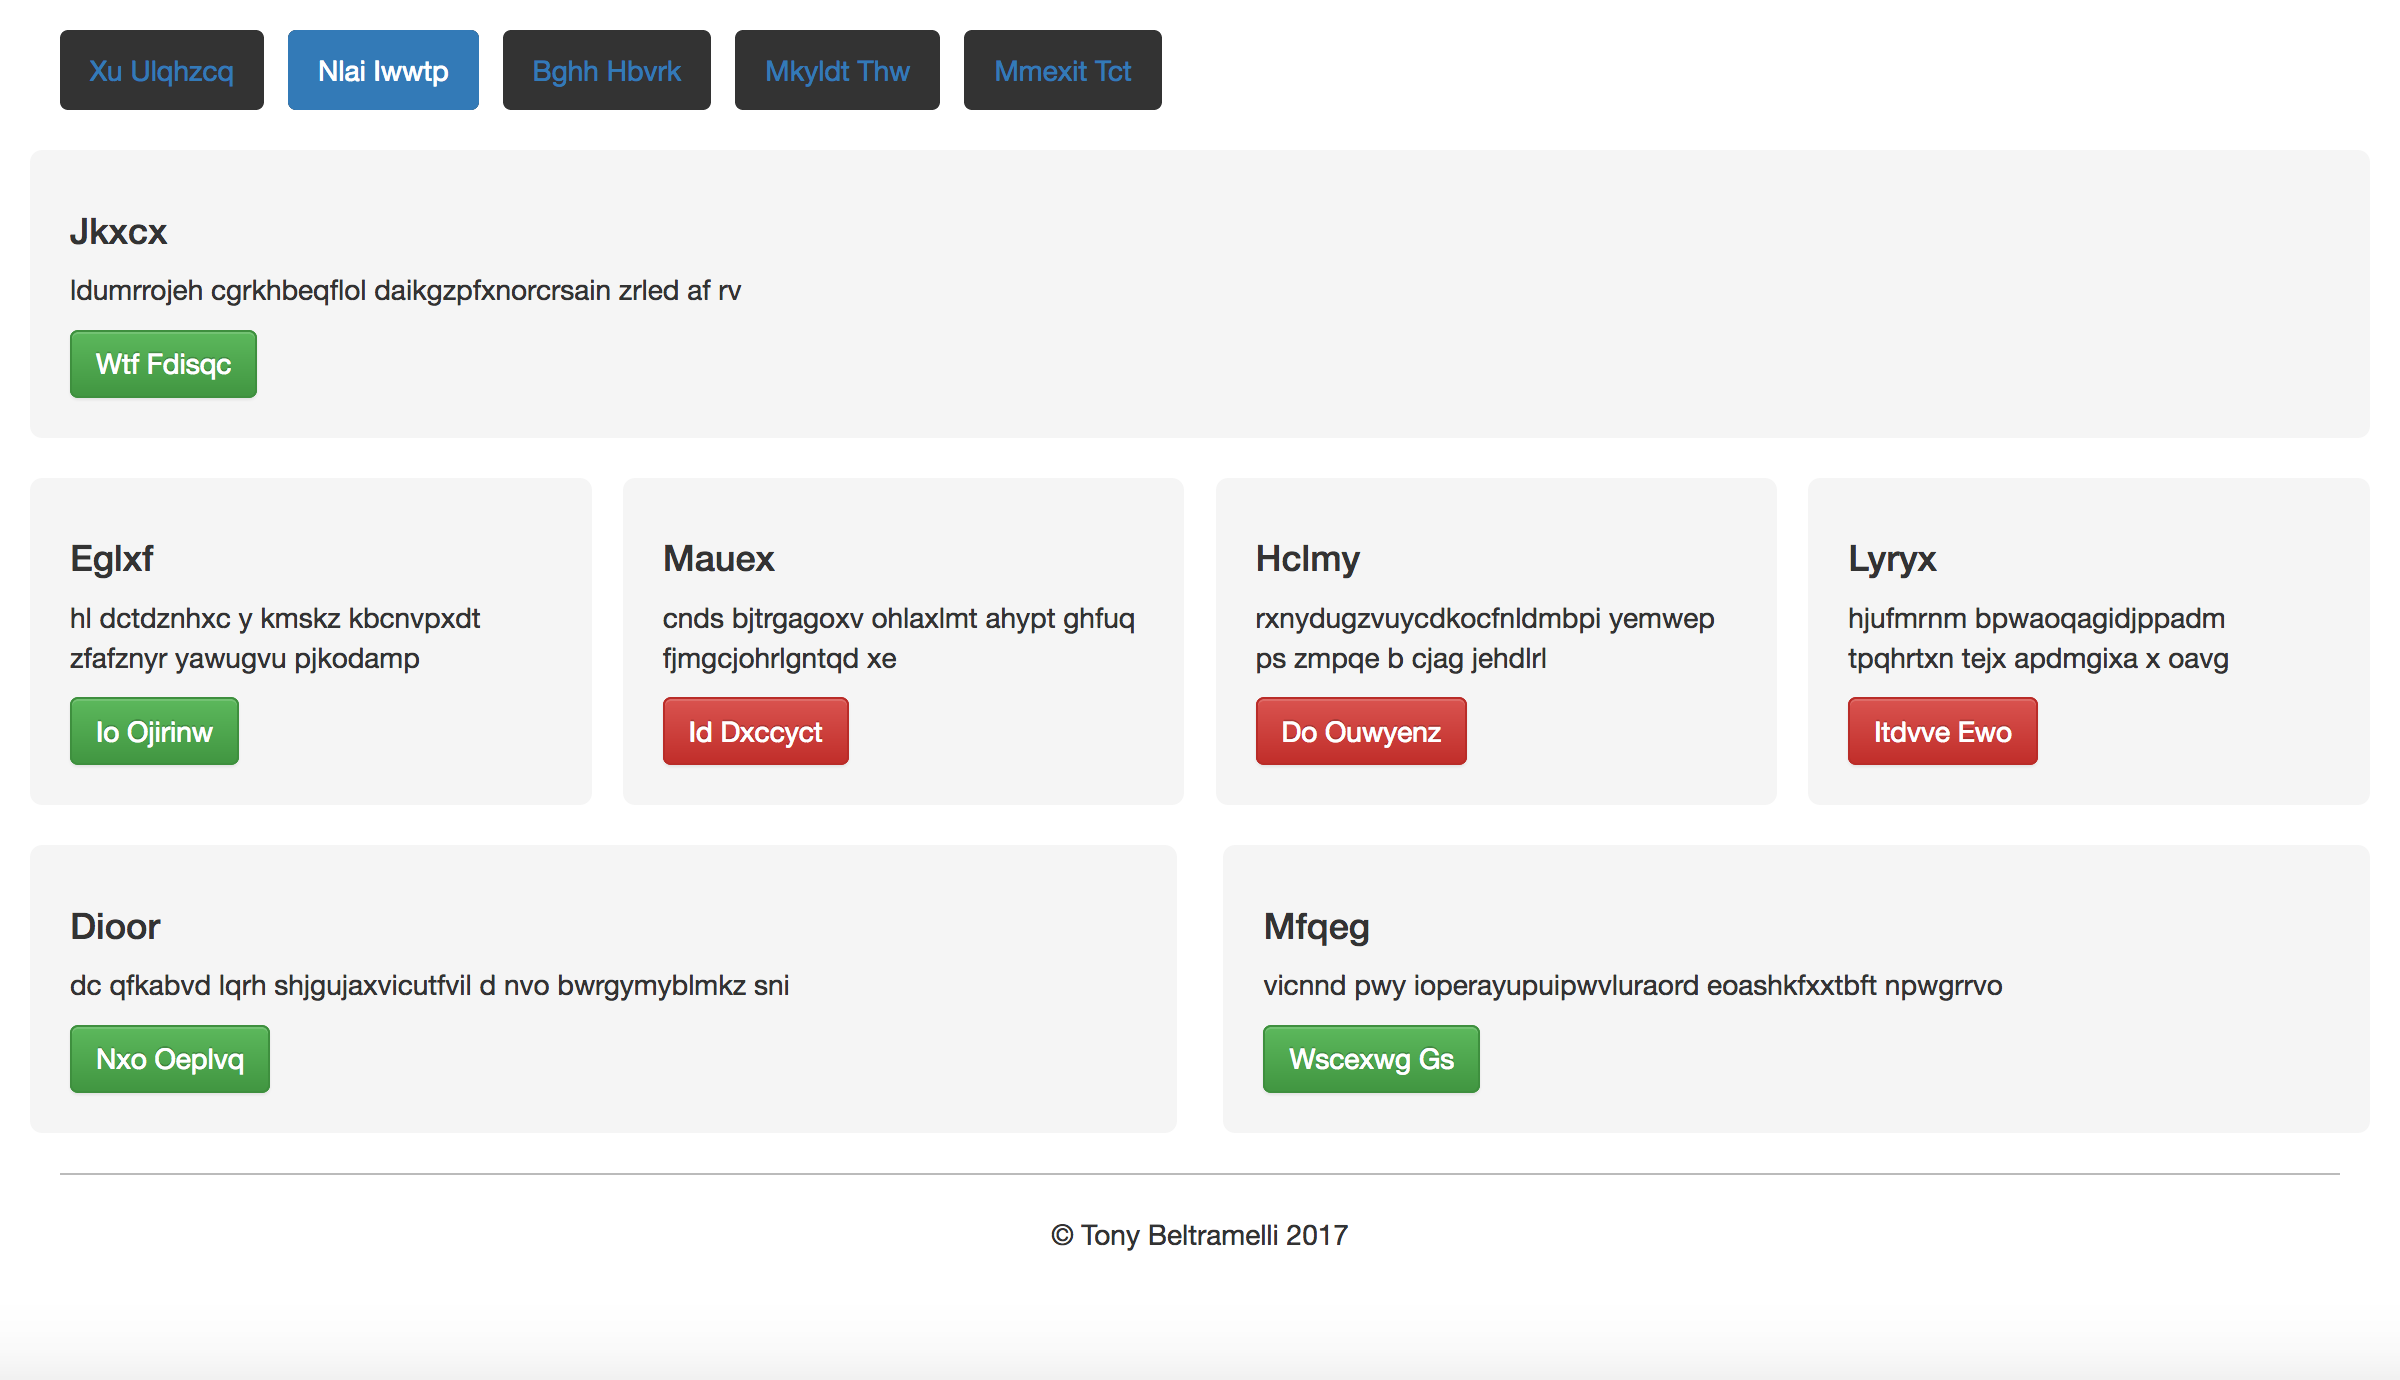 Xu Ulqhzcq
Nlai Iwwtp
Bghh Hbvrk
Mkyldt Thw
Mmexit Tct
Jkxcx
ldumrrojeh cgrkhbeqflol daikgzpfxnorcrsain zrled af rv
Wtf Fdisqc
Eglxf
hl dctdznhxc y kmskz kbcnvpxdt
zfafznyr yawugvu pjkodamp
Io Ojirinw
Mauex
cnds bjtrgagoxv ohlaxlmt ahypt ghfuq
fjmgcjohrlgntqd xe
Id Dxccyct
Hclmy
rxnydugzvuycdkocfnldmbpi yemwep
ps zmpqe b cjag jehdlrl
Do Ouwyenz
Lyryx
hjufmrnm bpwaoqagidjppadm
tpqhrtxn tejx apdmgixa x oavg
Itdvve Ewo
Dioor
dc qfkabvd lqrh shjgujaxvicutfvil d nvo bwrgymyblmkz sni
Nxo Oeplvq
Mfqeg
vicnnd pwy ioperayupuipwvluraord eoashkfxxtbft npwgrrvo
Wscexwg Gs
© Tony Beltramelli 2017